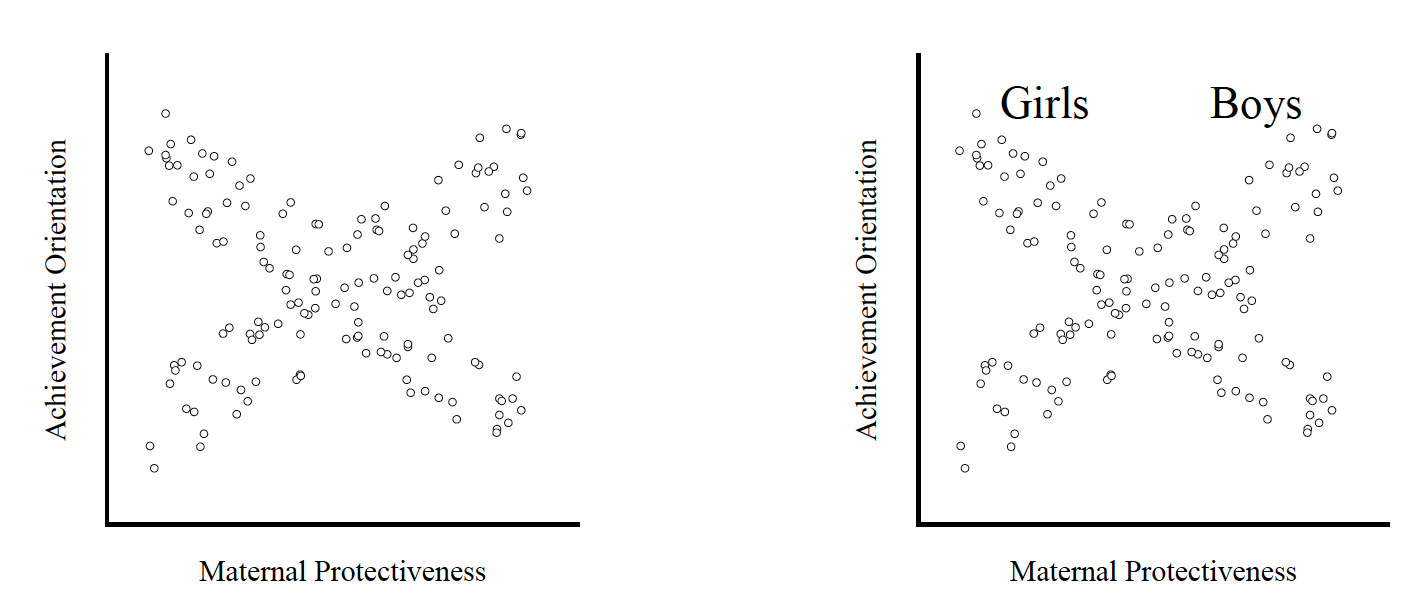 Achievement Orientation
Maternal Protectiveness
Girls
Boys
Achievement Orientation
Maternal Protectiveness